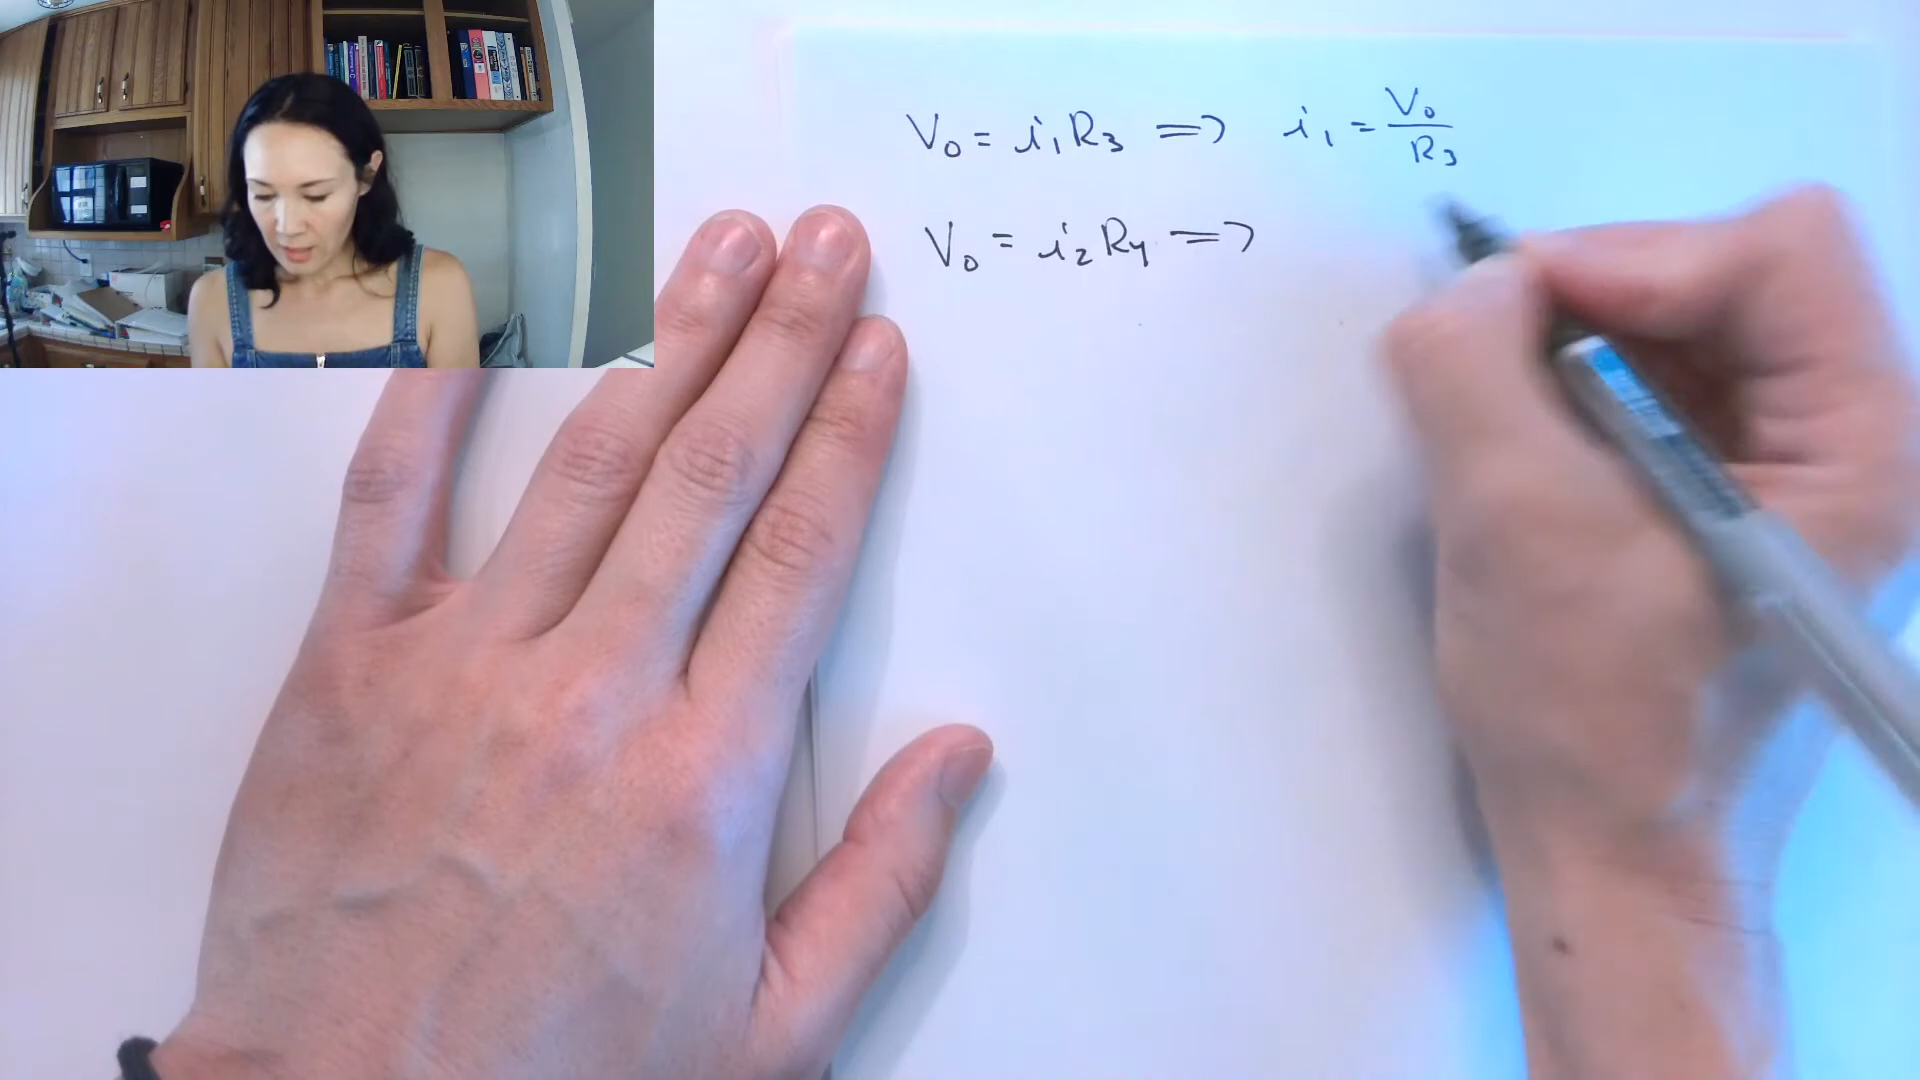 V₀ = i₁R₃ ⟹ i₁ = V₀/R₃
V₀ = i₂R₄ ⟹